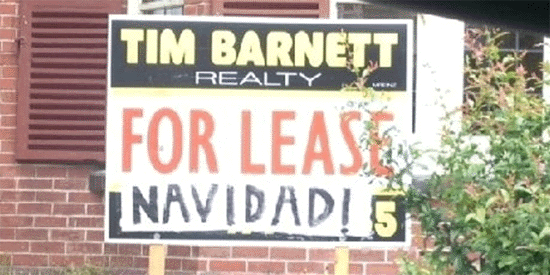 TIM BARNETT
REALTY
FOR LEASE
NAVIDAD! 5